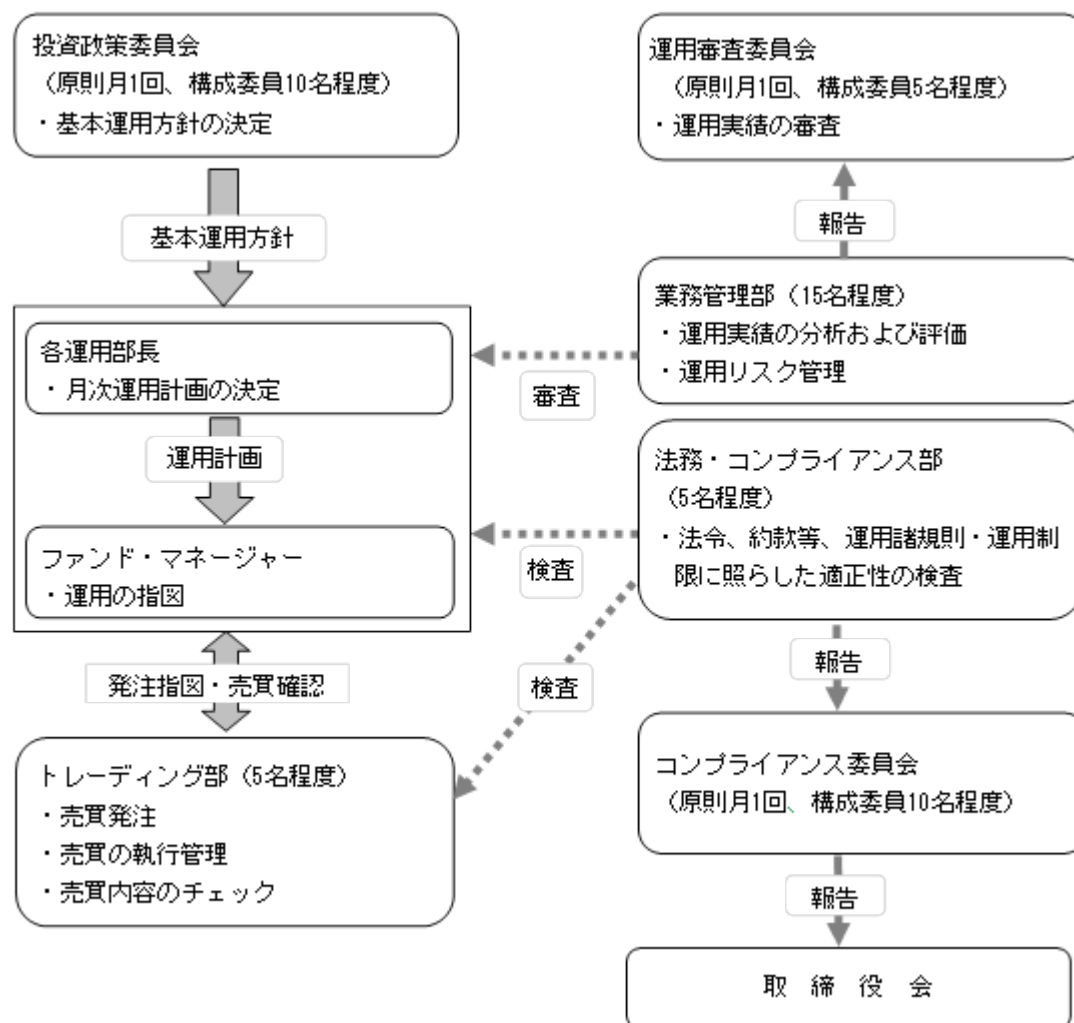 投資政策委員会
（原則月1回、構成委員10名程度）
・基本運用方針の決定
基本運用方針
各運用部長
・月次運用計画の決定
運用計画
ファンド・マネージャー
・運用の指図
発注指図・売買確認
トレーディング部（5名程度）
・売買発注
・売買の執行管理
・売買内容のチェック
運用審査委員会
（原則月1回、構成委員5名程度）
・運用実績の審査
報告
業務管理部（15名程度）
・運用実績の分析および評価
・運用リスク管理
審査
法務・コンプライアンス部
（5名程度）
・法令、約款等、運用諸規則・運用制
限に照らした適正性の検査
検査
検査
報告
コンプライアンス委員会
（原則月1回、構成委員10名程度）
報告
取　締　役　会